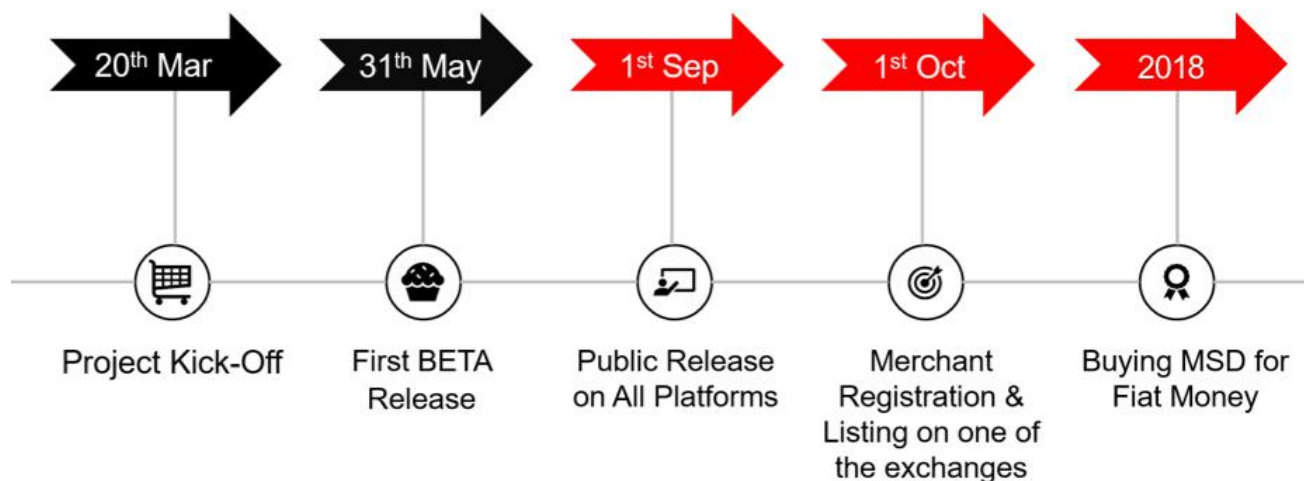 20th Mar
31th May
1st Sep
1st Oct
2018
Project Kick-Off
First BETA
Release
Public Release
on All Platforms
Merchant
Registration &
Listing on one of
the exchanges
Buying MSD for
Fiat Money